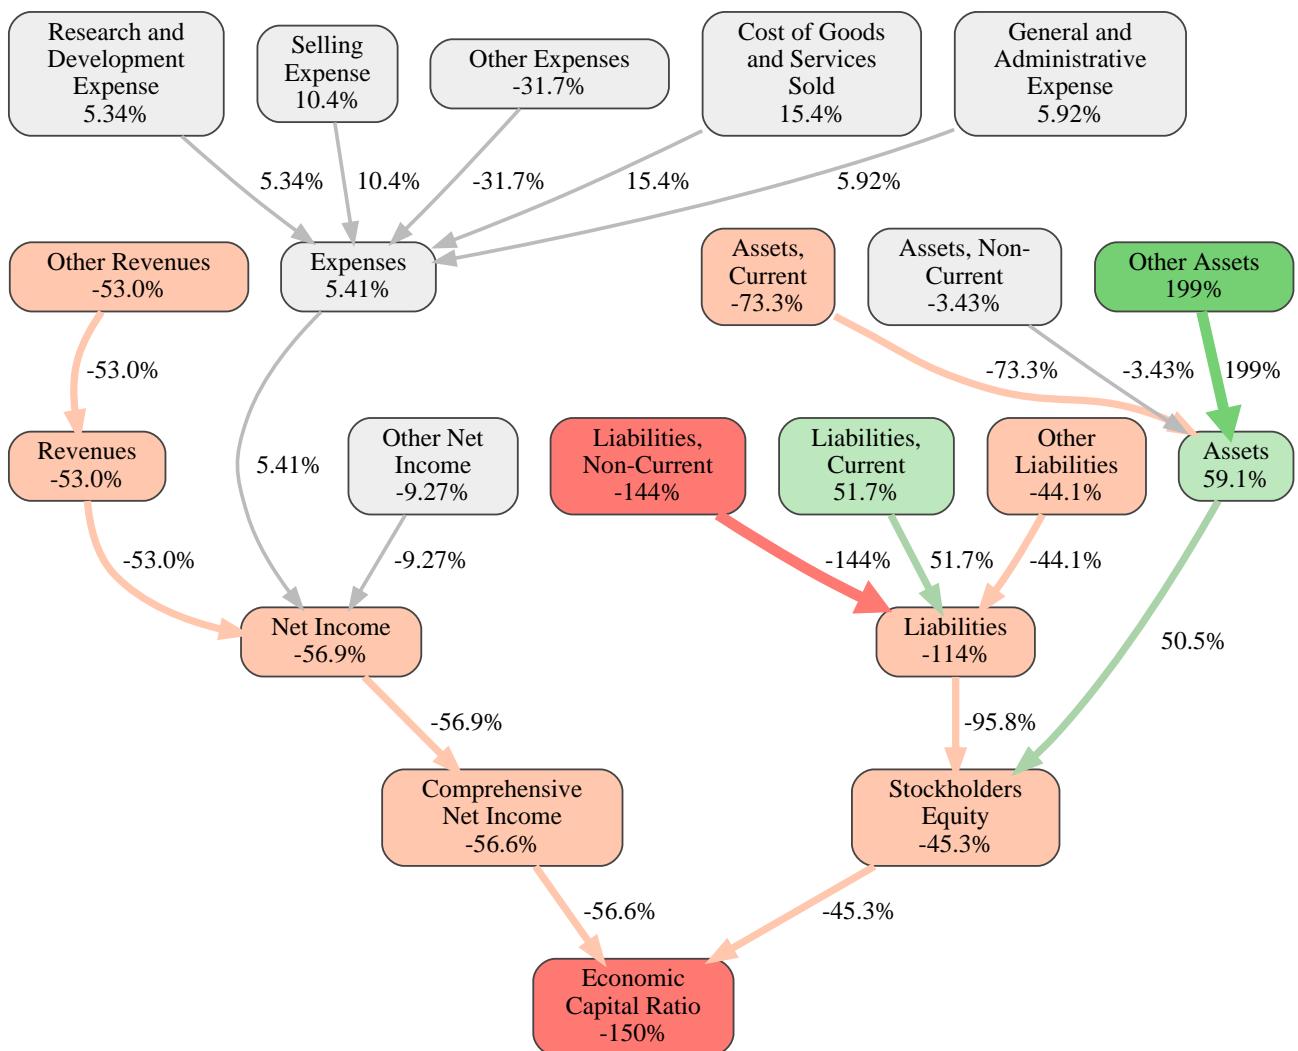 Research and
Development
Expense
5.34%
Selling
Expense
10.4%
Other Expenses
-31.7%
Cost of Goods
and Services
Sold
15.4%
General and
Administrative
Expense
5.92%
5.34%
10.4%
-31.7%
15.4%
5.92%
Other Revenues
-53.0%
Expenses
5.41%
Assets,
Current
-73.3%
Assets, Non-
Current
-3.43%
Other Assets
199%
-53.0%
-73.3%
-3.43%
199%
Revenues
-53.0%
5.41%
Other Net
Income
-9.27%
Liabilities,
Non-Current
-144%
Liabilities,
Current
51.7%
Other
Liabilities
-44.1%
Assets
59.1%
-53.0%
-9.27%
-144%
51.7%
-44.1%
50.5%
Net Income
-56.9%
Liabilities
-114%
-56.9%
-95.8%
Comprehensive
Net Income
-56.6%
Stockholders
Equity
-45.3%
-56.6%
-45.3%
Economic
Capital Ratio
-150%